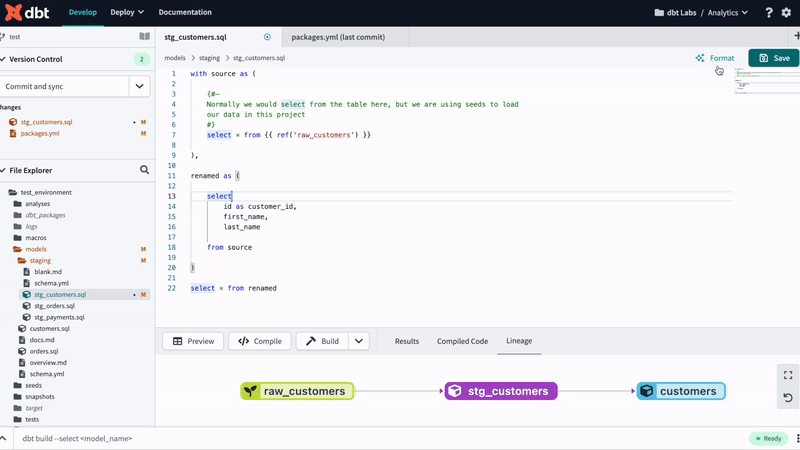 dbt Develop Deploy Documentation dbt Labs / Analytics
test
Version Control 2
Commit and sync
hanges
stg_customers.sql M
packages.yml M
File Explorer
test_environment
analyses
dbt_packages
logs
macros
models M
staging M
blank.md
schema.yml
stg_customers.sql M
stg_orders.sql
stg_payments.sql
customers.sql
docs.md
orders.sql
overview.md
schema.yml
seeds
snapshots
target
tests
stg_customers.sql packages.yml (last commit)
models > staging > stg_customers.sql Format Save
1 with source as (
2
3 {#-
4 Normally we would select from the table here, but we are using seeds to load
5 our data in this project
6 #}
7 select * from {{ ref('raw_customers') }}
8
9 ),
10
11 renamed as (
12
13 select
14 id as customer_id,
15 first_name,
16 last_name
17
18 from source
19
20 )
21
22 select * from renamed
Preview Compile Build Results Compiled Code Lineage
raw_customers stg_customers customers
dbt build --select <model_name> Ready